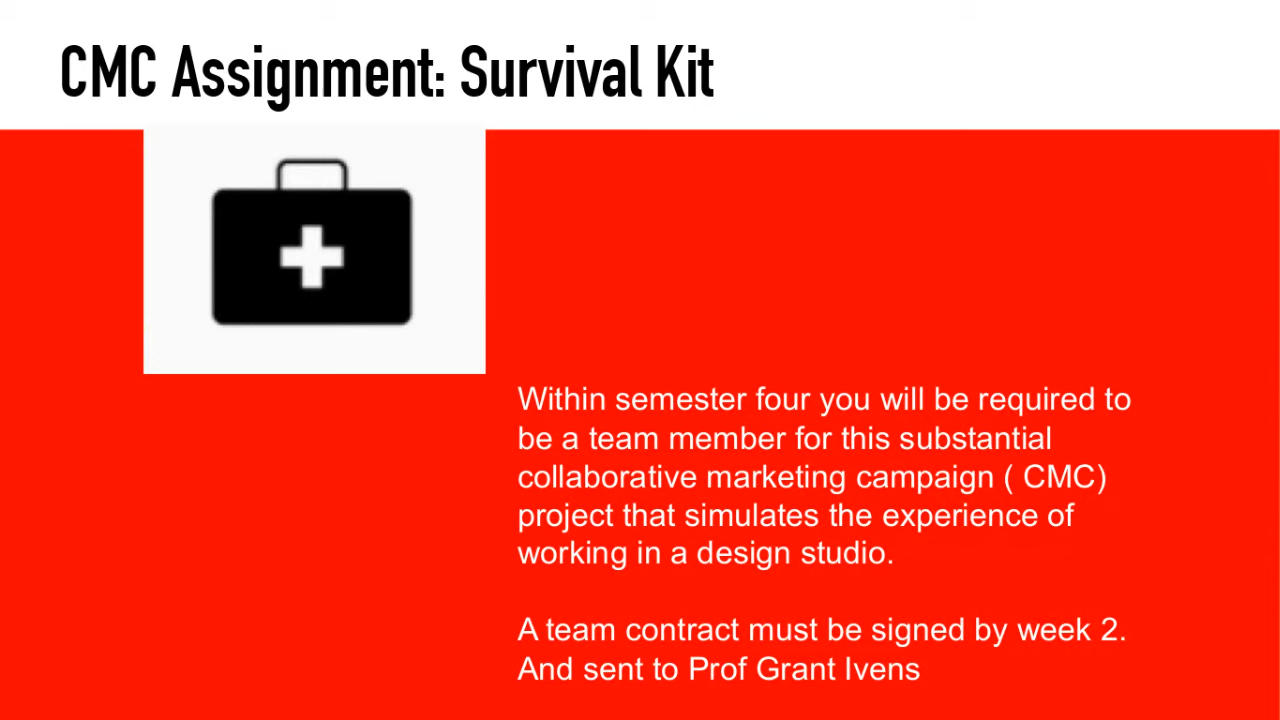 CMC Assignment: Survival Kit
Within semester four you will be required to
be a team member for this substantial
collaborative marketing campaign ( CMC)
project that simulates the experience of
working in a design studio.
A team contract must be signed by week 2.
And sent to Prof Grant Ivens